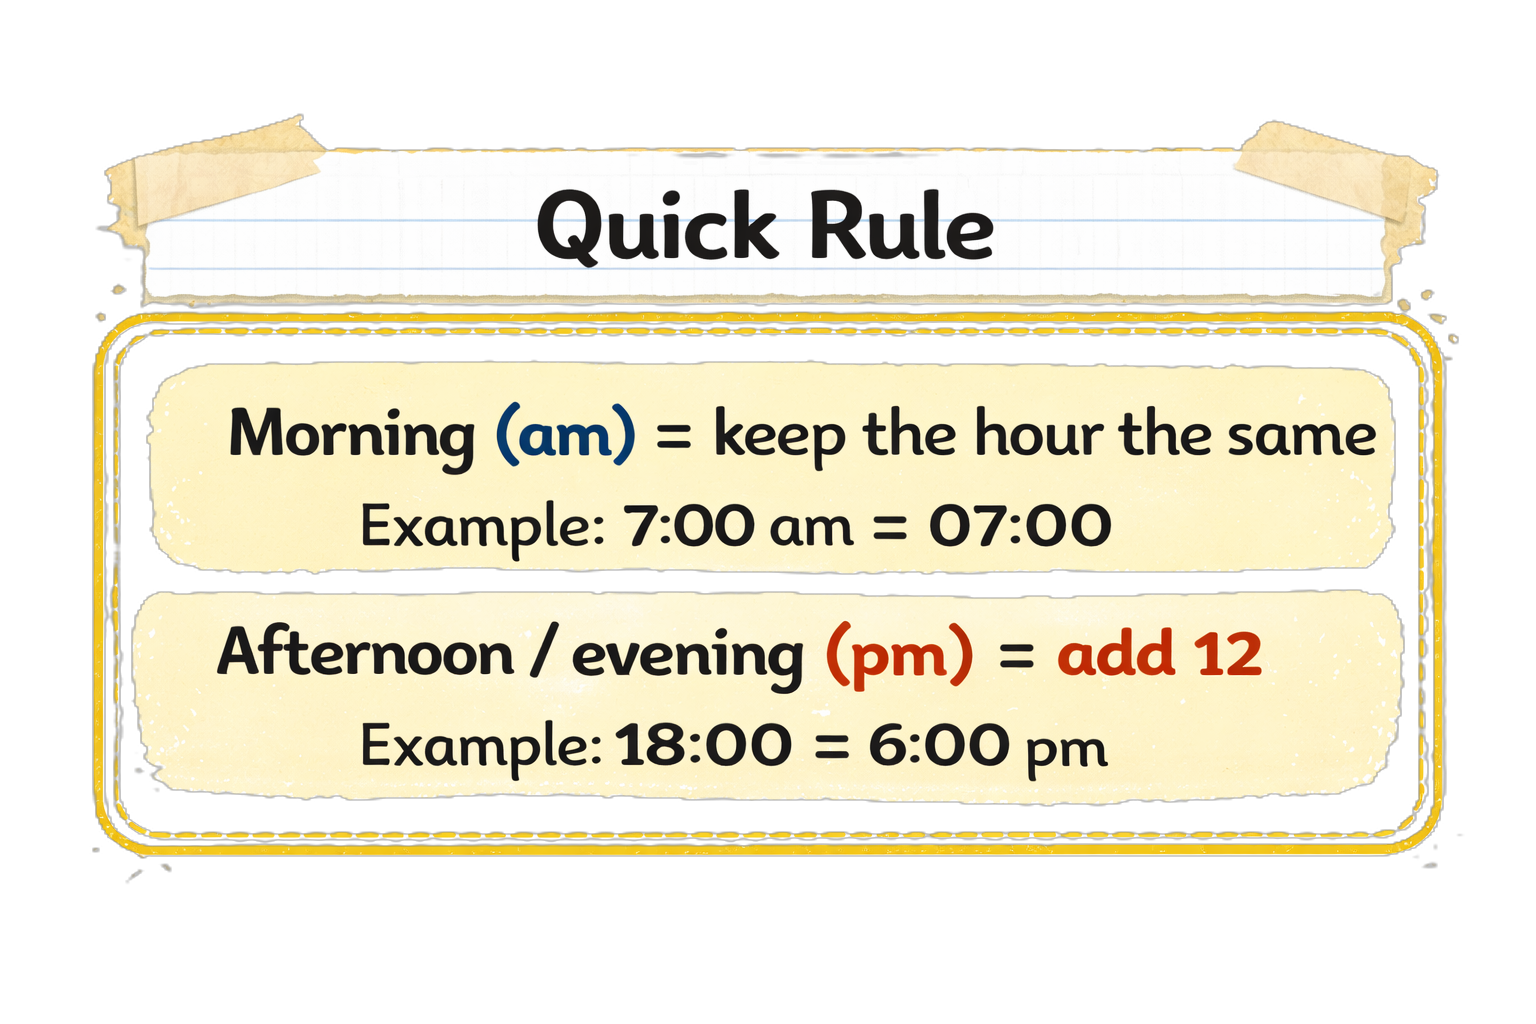 Quick Rule
Morning (am) = keep the hour the same
Example: 7:00 am = 07:00
Afternoon / evening (pm) = add 12
Example: 18:00 = 6:00 pm